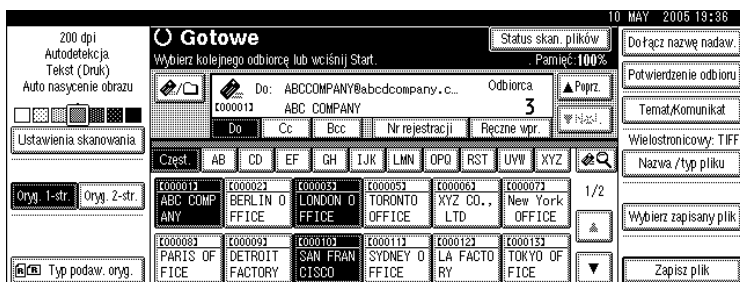 10 MAY 2005 19:36
200 dpi
Autodetekcja
Tekst (Druk)
Auto nasycenie obrazu
Ustawienia skanowania
Oryg. 1-str.
Oryg. 2-str.
Typ podaw. oryg.
Gotowe
Status skan. plików
Wybierz kolejnego odbiorcę lub wciśnij Start.
. Pamięć:100%
Do: ABCCOMPANY@abcdcompany.c...
Odbiorca
[00001] ABC COMPANY
3
▲Poprz.
▼Nast.
Do
Cc
Bcc
Nr rejestracji
Ręczne wpr.
Częst.
AB
CD
EF
GH
IJK
LMN
OPQ
RST
UVW
XYZ
[00001]
ABC COMP
ANY
[00002]
BERLIN O
FFICE
[00003]
LONDON O
FFICE
[00005]
TORONTO
OFFICE
[00006]
XYZ CO.,
LTD
[00007]
New York
OFFICE
1/2
[00008]
PARIS OF
FICE
[00009]
DETROIT
FACTORY
[00010]
SAN FRAN
CISCO
[00011]
SYDNEY O
FFICE
[00012]
LA FACTO
RY
[00013]
TOKYO OF
FICE
Dołącz nazwę nadaw.
Potwierdzenie odbioru
Temat/Komunikat
Wielostronicowy: TIFF
Nazwa /typ pliku
Wybierz zapisany plik
Zapisz plik